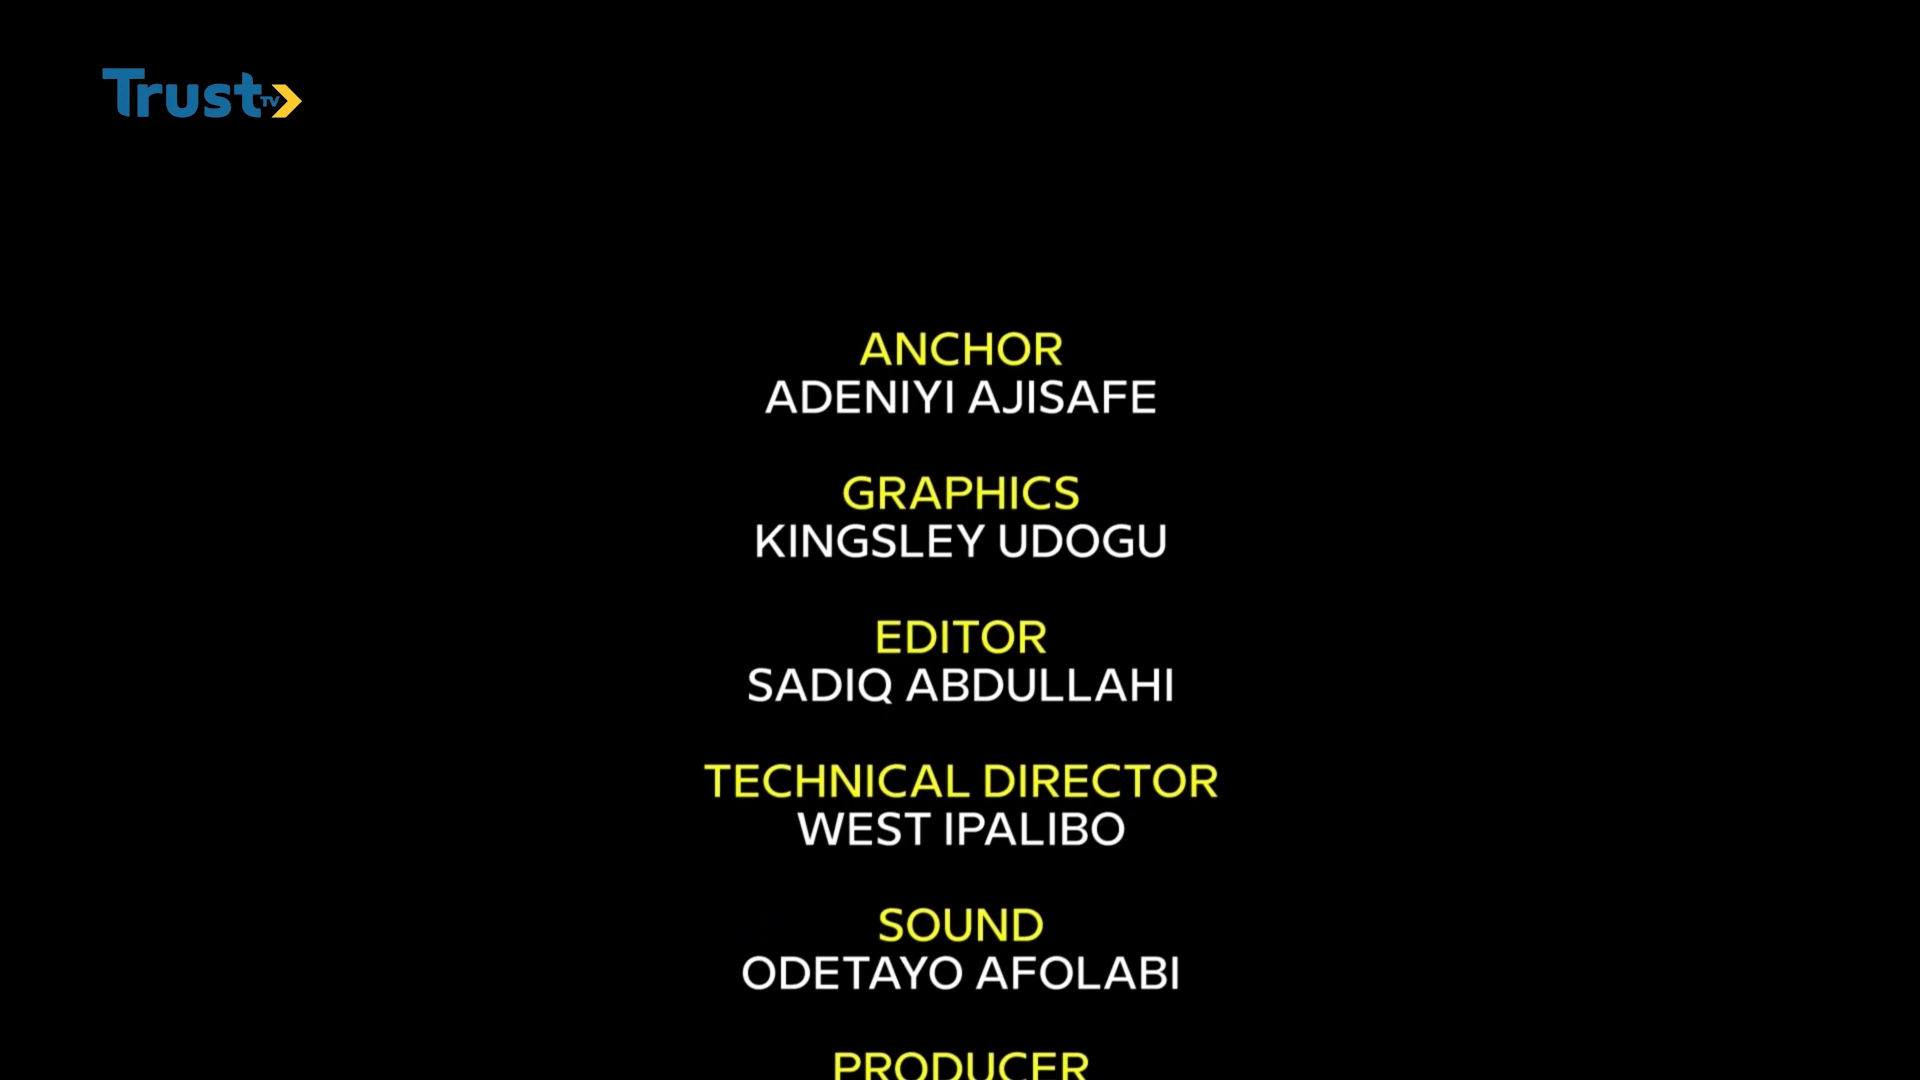 Trust TV
ANCHOR
ADENIYI AJISAFE
GRAPHICS
KINGSLEY UDOGU
EDITOR
SADIQ ABDULLAHI
TECHNICAL DIRECTOR
WEST IPALIBO
SOUND
ODETAYO AFOLABI
PRODUCER